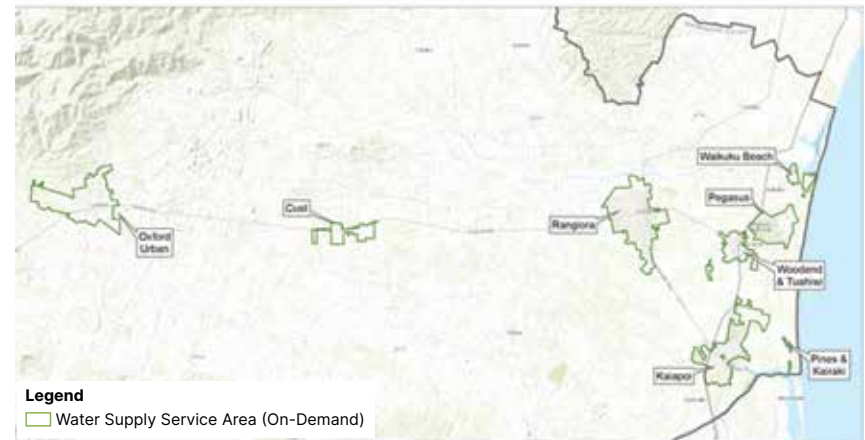 Waikuku Beach
Pegasus
Cust
Rangiora
Oxford
Urban
Woodend
& Tuahiwi
Pines &
Kairaki
Kaiapoi
Legend
Water Supply Service Area (On-Demand)